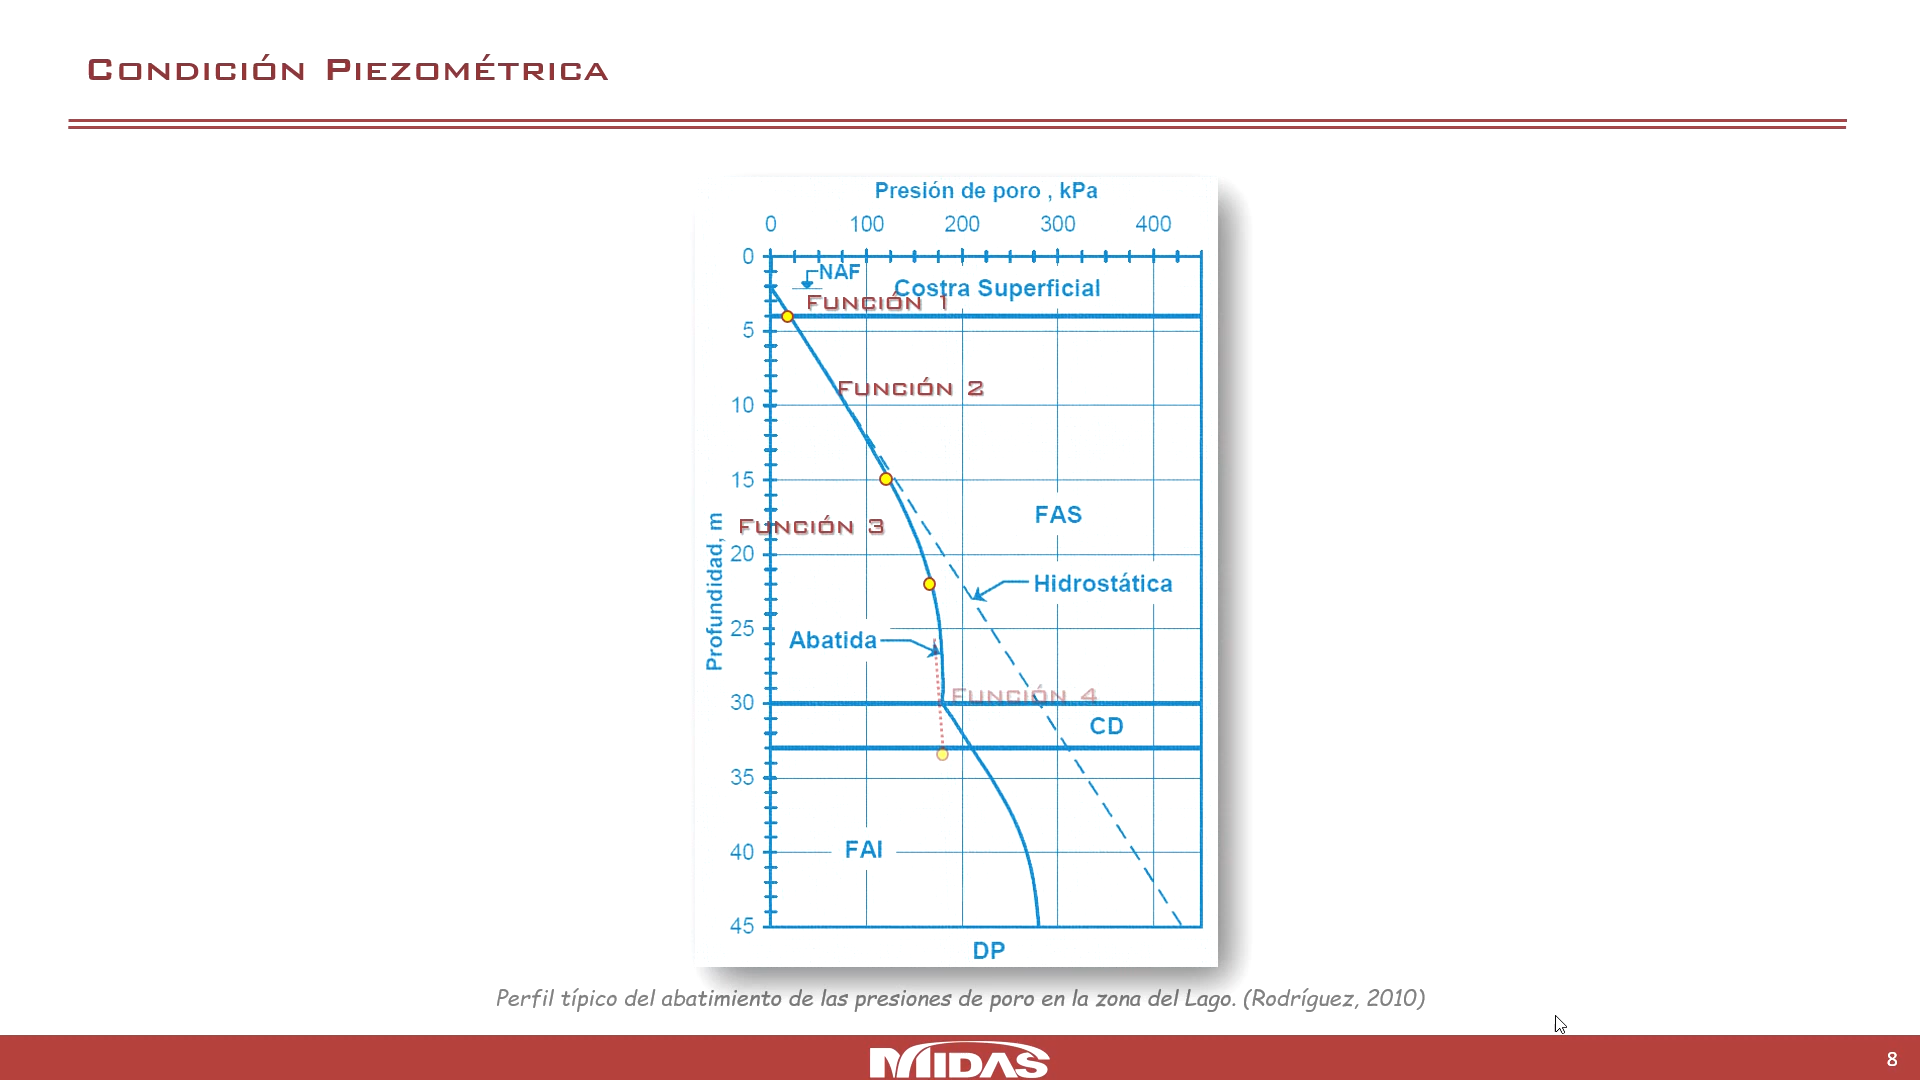 Condición Piezométrica
Presión de poro , kPa
0 100 200 300 400
0
NAF
Costra Superficial
Función 1
5
Función 2
10
15
FAS
Función 3
20
Hidrostática
Profundidad, m
25
Abatida
Función 4
30
CD
35
FAI
40
45
DP
Perfil típico del abatimiento de las presiones de poro en la zona del Lago. (Rodríguez, 2010)
MIDAS
8